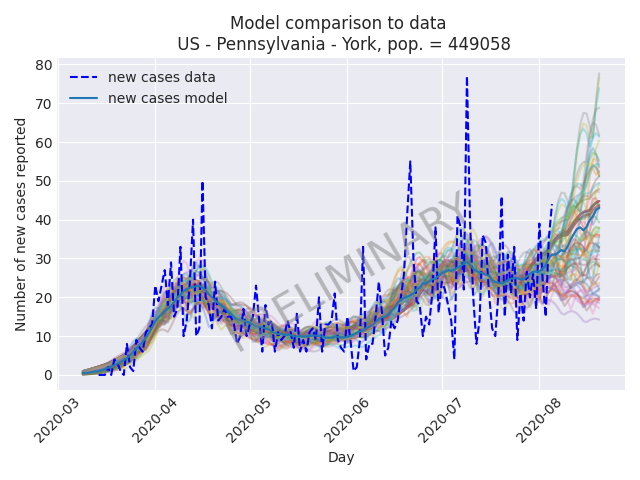 Model comparison to data
US - Pennsylvania - York, pop. = 449058
new cases data
new cases model
PRELIMINARY
Number of new cases reported
80
70
60
50
40
30
20
10
0
2020-03
2020-04
2020-05
2020-06
2020-07
2020-08
Day